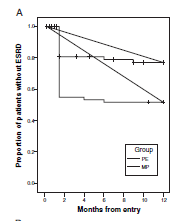 A
Proportion of patients without ESRD
1.0
0.8
0.6
0.4
0.2
0.0
Group
PE
MP
0 2 4 6 8 10 12
Months from entry